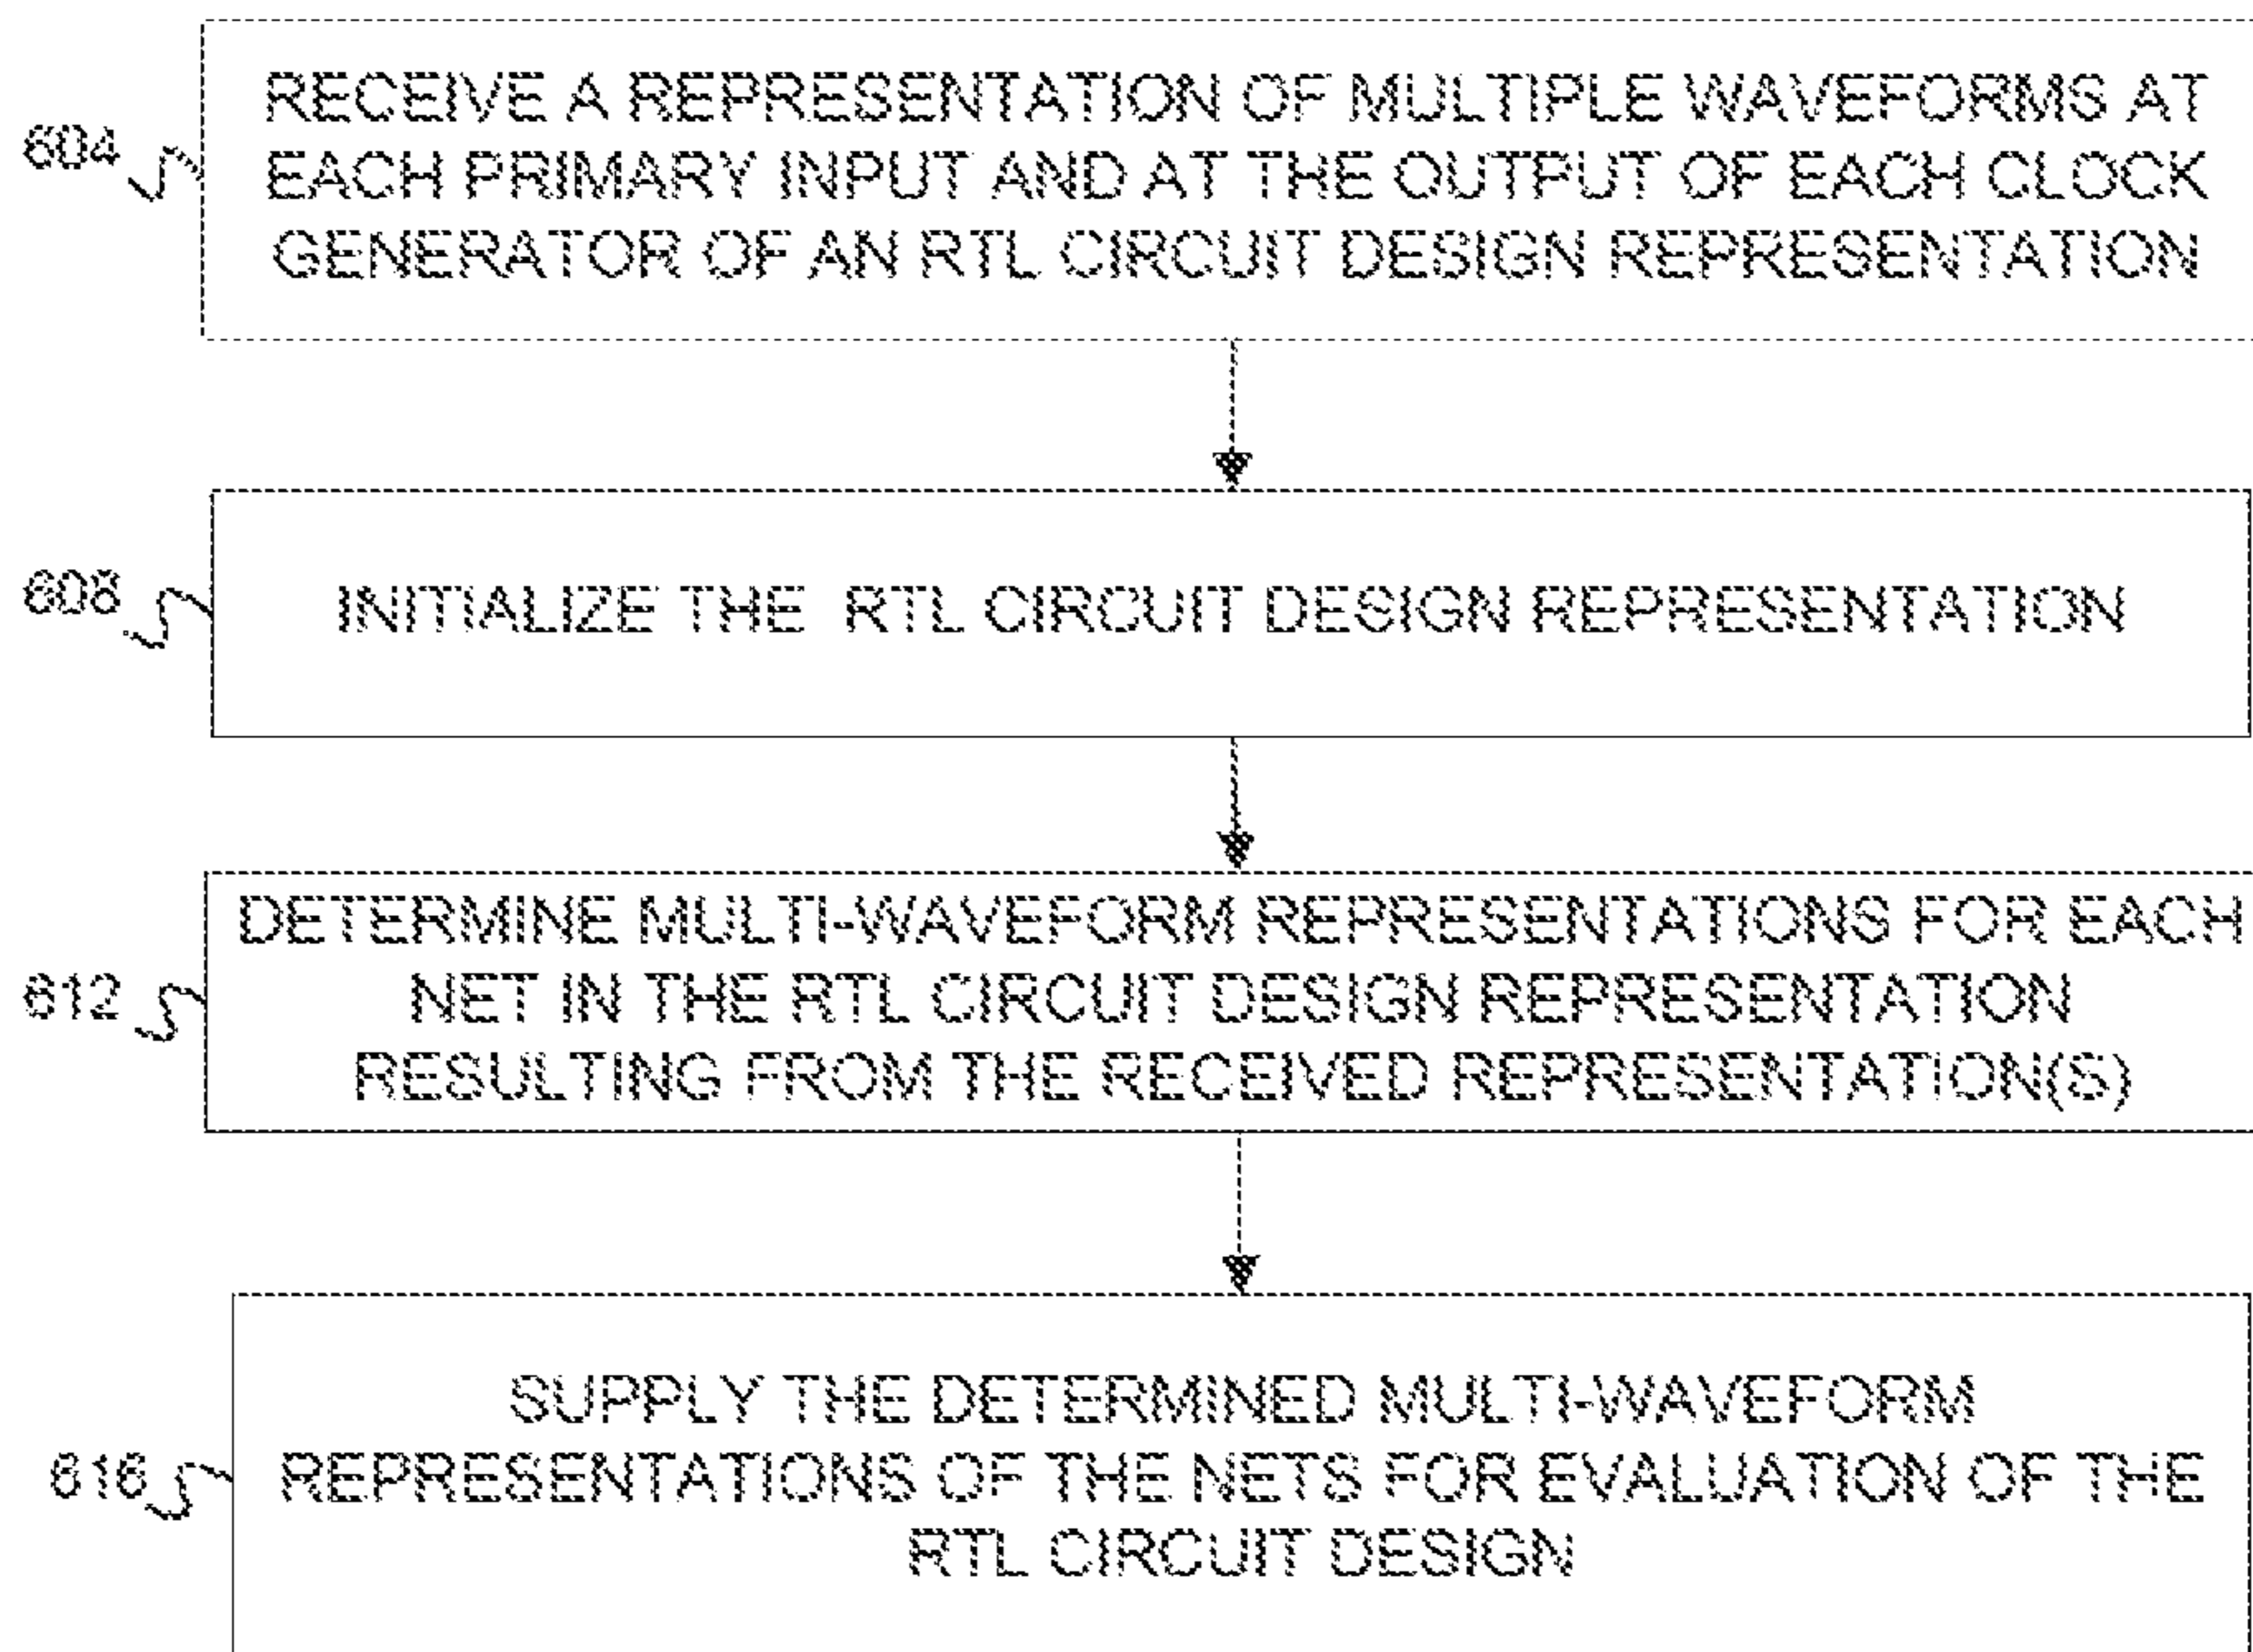 604
RECEIVE A REPRESENTATION OF MULTIPLE WAVEFORMS AT
EACH PRIMARY INPUT AND AT THE OUTPUT OF EACH CLOCK
GENERATOR OF AN RTL CIRCUIT DESIGN REPRESENTATION
608
INITIALIZE THE RTL CIRCUIT DESIGN REPRESENTATION
612
DETERMINE MULTI-WAVEFORM REPRESENTATIONS FOR EACH
NET IN THE RTL CIRCUIT DESIGN REPRESENTATION
RESULTING FROM THE RECEIVED REPRESENTATION(S)
616
SUPPLY THE DETERMINED MULTI-WAVEFORM
REPRESENTATIONS OF THE NETS FOR EVALUATION OF THE
RTL CIRCUIT DESIGN